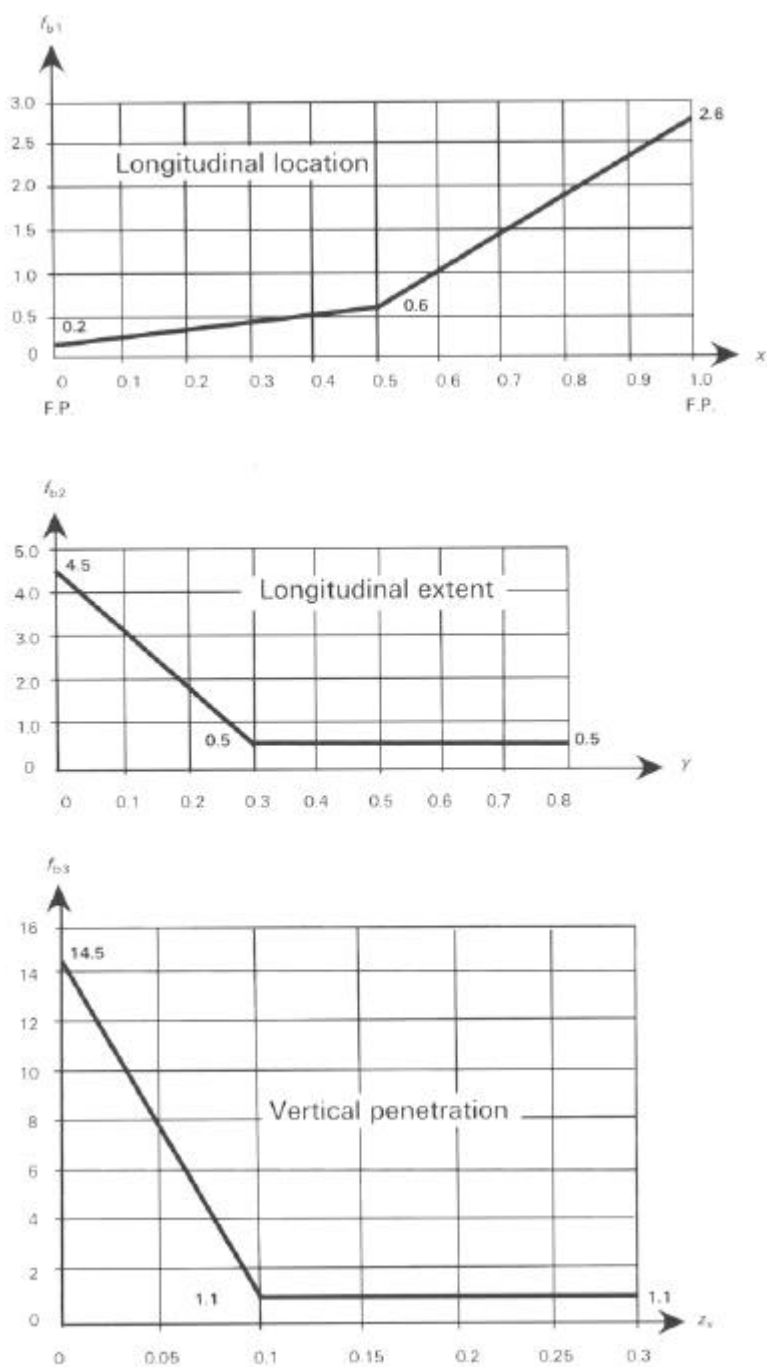 fb1
3.0
2.6
2.5
Longitudinal location
2.0
1.5
1.0
0.5
0.6
0.2
0
x
0 0.1 0.2 0.3 0.4 0.5 0.6 0.7 0.8 0.9 1.0
F.P. F.P.
fb2
5.0
4.5
4.0
Longitudinal extent
3.0
2.0
1.0
0.5 0.5
0
y
0 0.1 0.2 0.3 0.4 0.5 0.6 0.7 0.8
fb3
16
14.5
14
12
10
Vertical penetration
8
6
4
2
1.1 1.1
0
zv
0 0.05 0.1 0.15 0.2 0.25 0.3